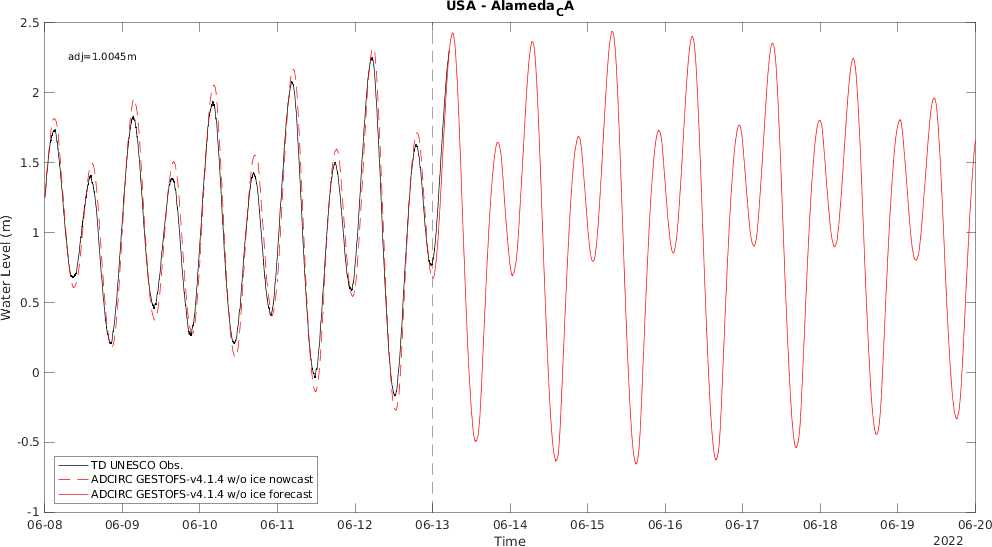 USA - Alameda_CA
adj=1.0045m
2.5
2
1.5
1
0.5
0
-0.5
-1
Water Level (m)
TD UNESCO Obs.
ADCIRC GESTOFS-v4.1.4 w/o ice nowcast
ADCIRC GESTOFS-v4.1.4 w/o ice forecast
06-08 06-09 06-10 06-11 06-12 06-13 06-14 06-15 06-16 06-17 06-18 06-19 06-20
Time
2022